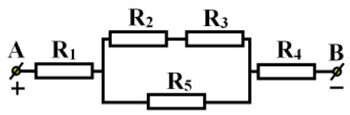 R₂ R₃
A R₁ R₄ B
+ R₅ −